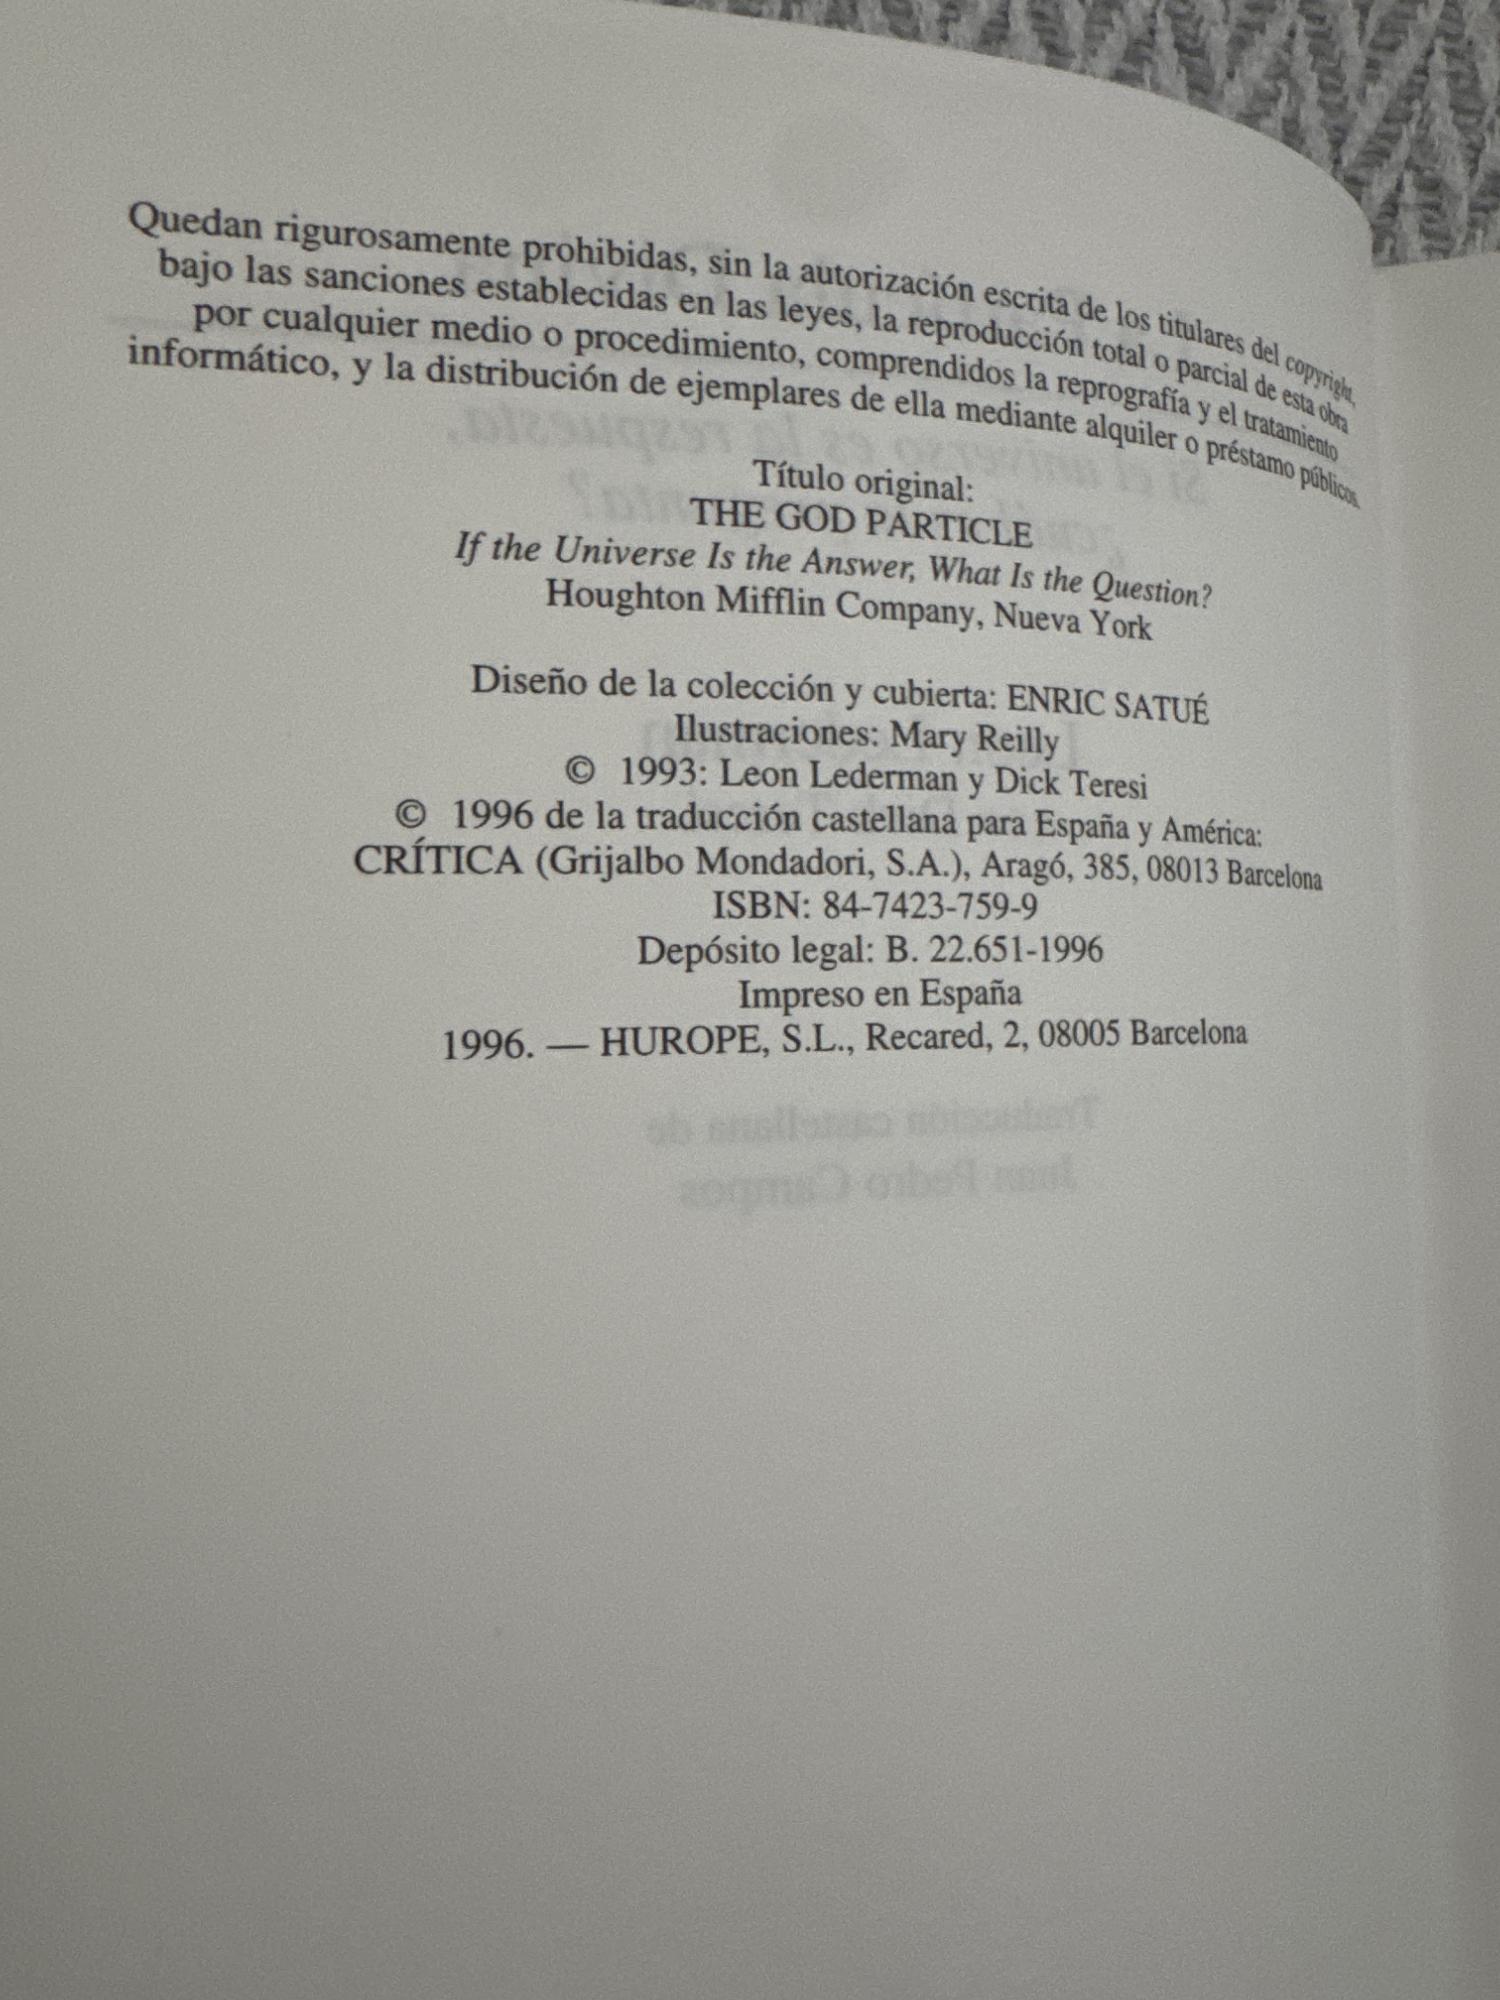 Quedan rigurosamente prohibidas, sin la autorización escrita de los titulares del copyright,
bajo las sanciones establecidas en las leyes, la reproducción total o parcial de esta obra
por cualquier medio o procedimiento, comprendidos la reprografía y el tratamiento
informático, y la distribución de ejemplares de ella mediante alquiler o préstamo públicos.
Título original:
THE GOD PARTICLE
If the Universe Is the Answer, What Is the Question?
Houghton Mifflin Company, Nueva York
Diseño de la colección y cubierta: ENRIC SATUÉ
Ilustraciones: Mary Reilly
© 1993: Leon Lederman y Dick Teresi
© 1996 de la traducción castellana para España y América:
CRÍTICA (Grijalbo Mondadori, S.A.), Aragó, 385, 08013 Barcelona
ISBN: 84-7423-759-9
Depósito legal: B. 22.651-1996
Impreso en España
1996. — HUROPE, S.L., Recared, 2, 08005 Barcelona
Traducción castellana de
Juan Pedro Campos